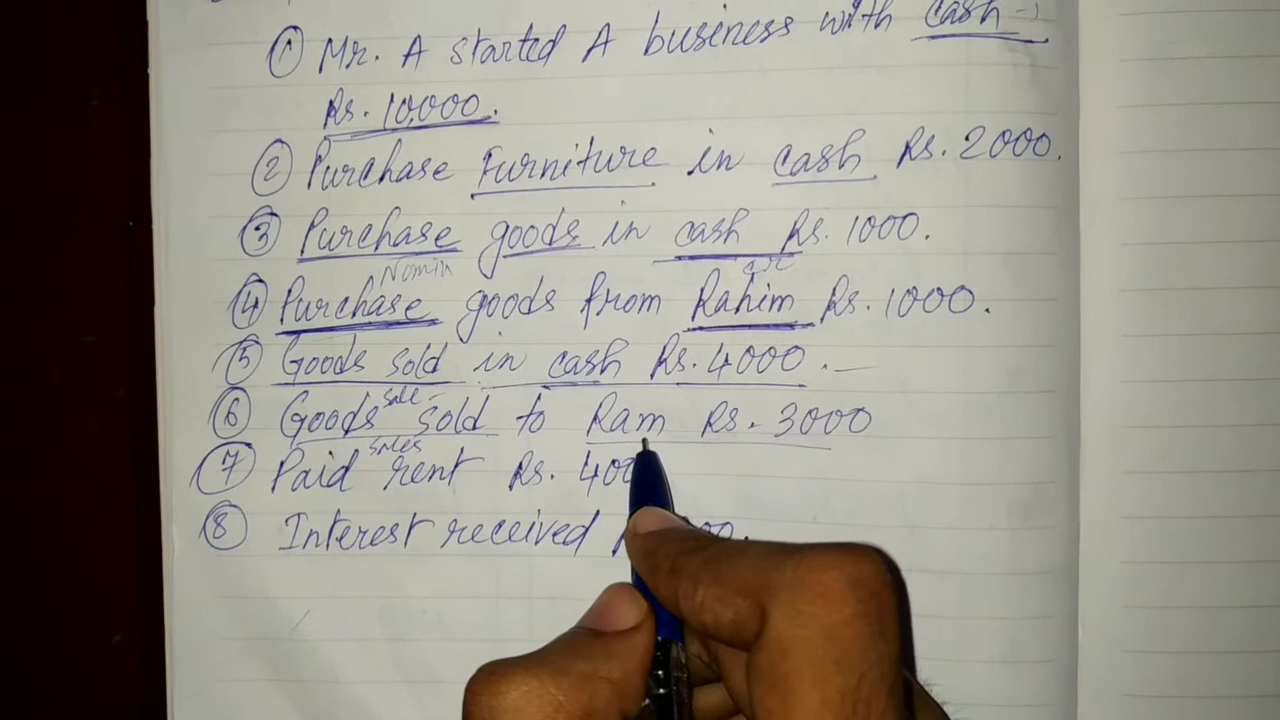 ① Mr. A started A business with cash
Rs. 10,000.
② Purchase Furniture in cash Rs. 2000.
③ Purchase goods in cash Rs. 1000.
Nomin
④ Purchase goods from Rahim Rs. 1000.
⑤ Goods sold in cash Rs. 4000.
sale
⑥ Goods sold to Ram Rs. 3000
sales
⑦ Paid rent Rs.
⑧ Interest received